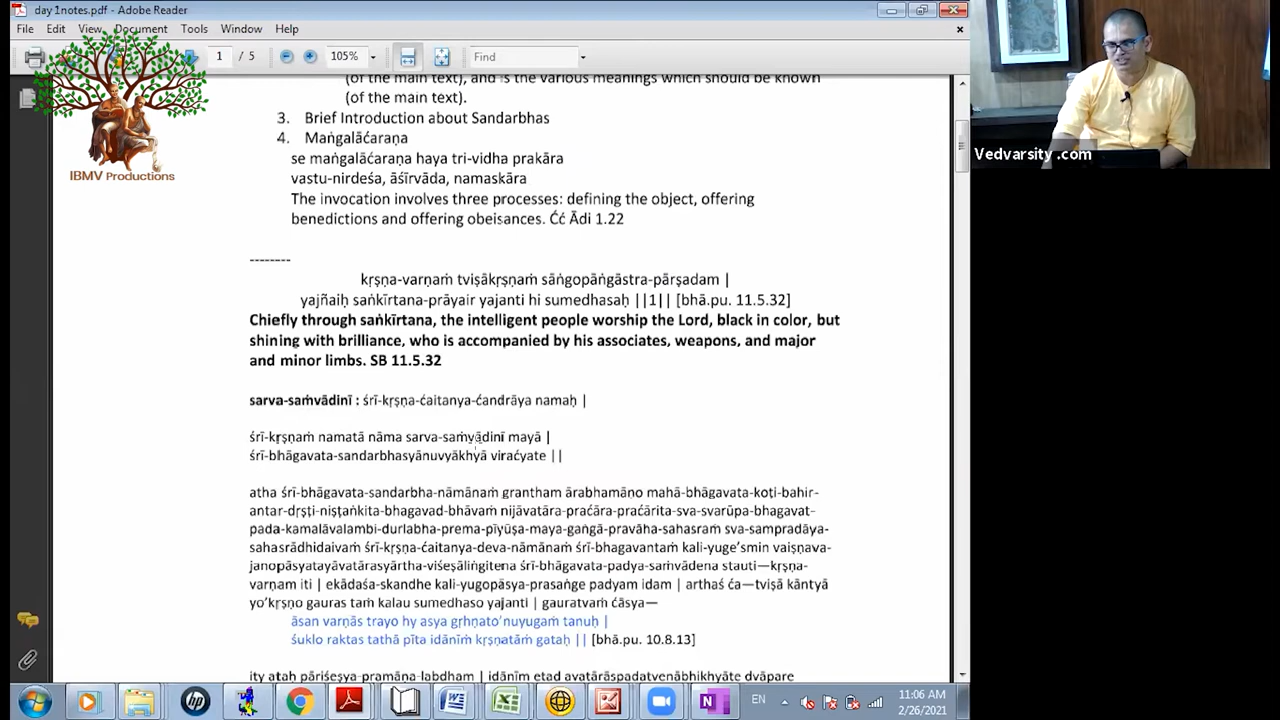 day 1notes.pdf - Adobe Reader
File Edit View Document Tools Window Help
1 / 5 105% Find
(of the main text), and is the various meanings which should be known
(of the main text).
3. Brief Introduction about Sandarbhas
4. Maṅgalāćaraṇa
se maṅgalāćaraṇa haya tri-vidha prakāra
vastu-nirdeśa, āśīrvāda, namaskāra
The invocation involves three processes: defining the object, offering
benedictions and offering obeisances. Ćć Ādi 1.22
--------
kṛṣṇa-varṇaṁ tviṣākṛṣṇaṁ sāṅgopāṅgāstra-pārṣadam |
yajñaiḥ saṅkīrtana-prāyair yajanti hi sumedhasaḥ ||1|| [bhā.pu. 11.5.32]
Chiefly through saṅkīrtana, the intelligent people worship the Lord, black in color, but
shining with brilliance, who is accompanied by his associates, weapons, and major
and minor limbs. SB 11.5.32
sarva-saṁvādinī : śrī-kṛṣṇa-ćaitanya-ćandrāya namaḥ |
śrī-kṛṣṇaṁ namatā nāma sarva-saṁvādinī mayā |
śrī-bhāgavata-sandarbhasyānuvyākhyā viraćyate ||
atha śrī-bhāgavata-sandarbha-nāmānaṁ grantham ārabhamāṇo mahā-bhāgavata-koṭi-bahir-
antar-dṛṣṭi-niṣṭaṅkita-bhagavad-bhāvaṁ nijāvatāra-praćāra-praćārita-sva-svarūpa-bhagavat-
pada-kamalāvalambi-durlabha-prema-pīyūṣa-maya-gaṅgā-pravāha-sahasraṁ sva-sampradāya-
sahasrādhidaivaṁ śrī-kṛṣṇa-ćaitanya-deva-nāmānaṁ śrī-bhagavantaṁ kali-yuge'smin vaiṣṇava-
janopāsyatayāvatārasyārtha-viśeṣāliṅgitena śrī-bhāgavata-padya-saṁvādena stauti—kṛṣṇa-
varṇam iti | ekādaśa-skandhe kali-yugopāsya-prasaṅge padyam idam | arthaś ća—tviṣā kāntyā
yo'kṛṣṇo gauras taṁ kalau sumedhaso yajanti | gauratvaṁ ćāsya—
āsan varṇās trayo hy asya gṛhṇato'nuyugaṁ tanuḥ |
śuklo raktas tathā pīta idānīṁ kṛṣṇatāṁ gataḥ || [bhā.pu. 10.8.13]
ity ataḥ pāriśeṣya-pramāṇa-labdham | idānīm etad avatārāspadatvenābhikhyāte dvāpare
IBMV Productions
Vedvarsity .com
EN
11:06 AM
2/26/2021